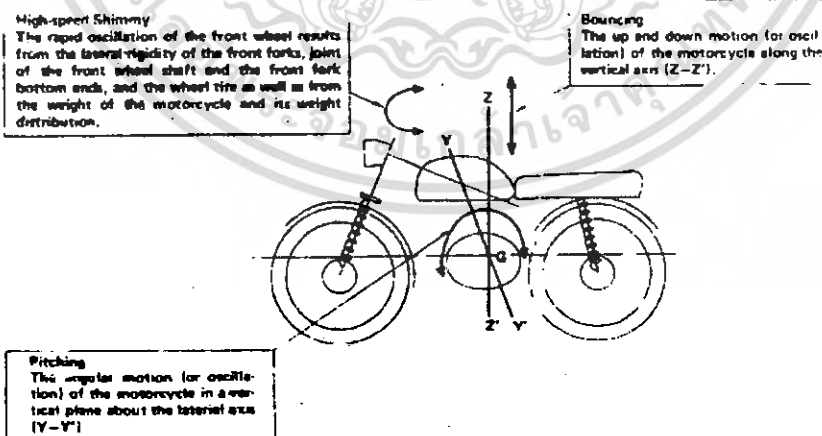 High-speed Shimmy
The rapid oscillation of the front wheel results
from the lateral rigidity of the front forks, joint
of the front wheel shaft and the front fork
bottom ends, and the wheel tire as well as from
the weight of the motorcycle and its weight
distribution.
Bouncing
The up and down motion (or oscil
lation) of the motorcycle along the
vertical axis (Z–Z').
Z
Y
G
Z'
Y'
Pitching
The angular motion (or oscilla-
tion) of the motorcycle in a ver-
tical plane about the laterial axis
(Y–Y')